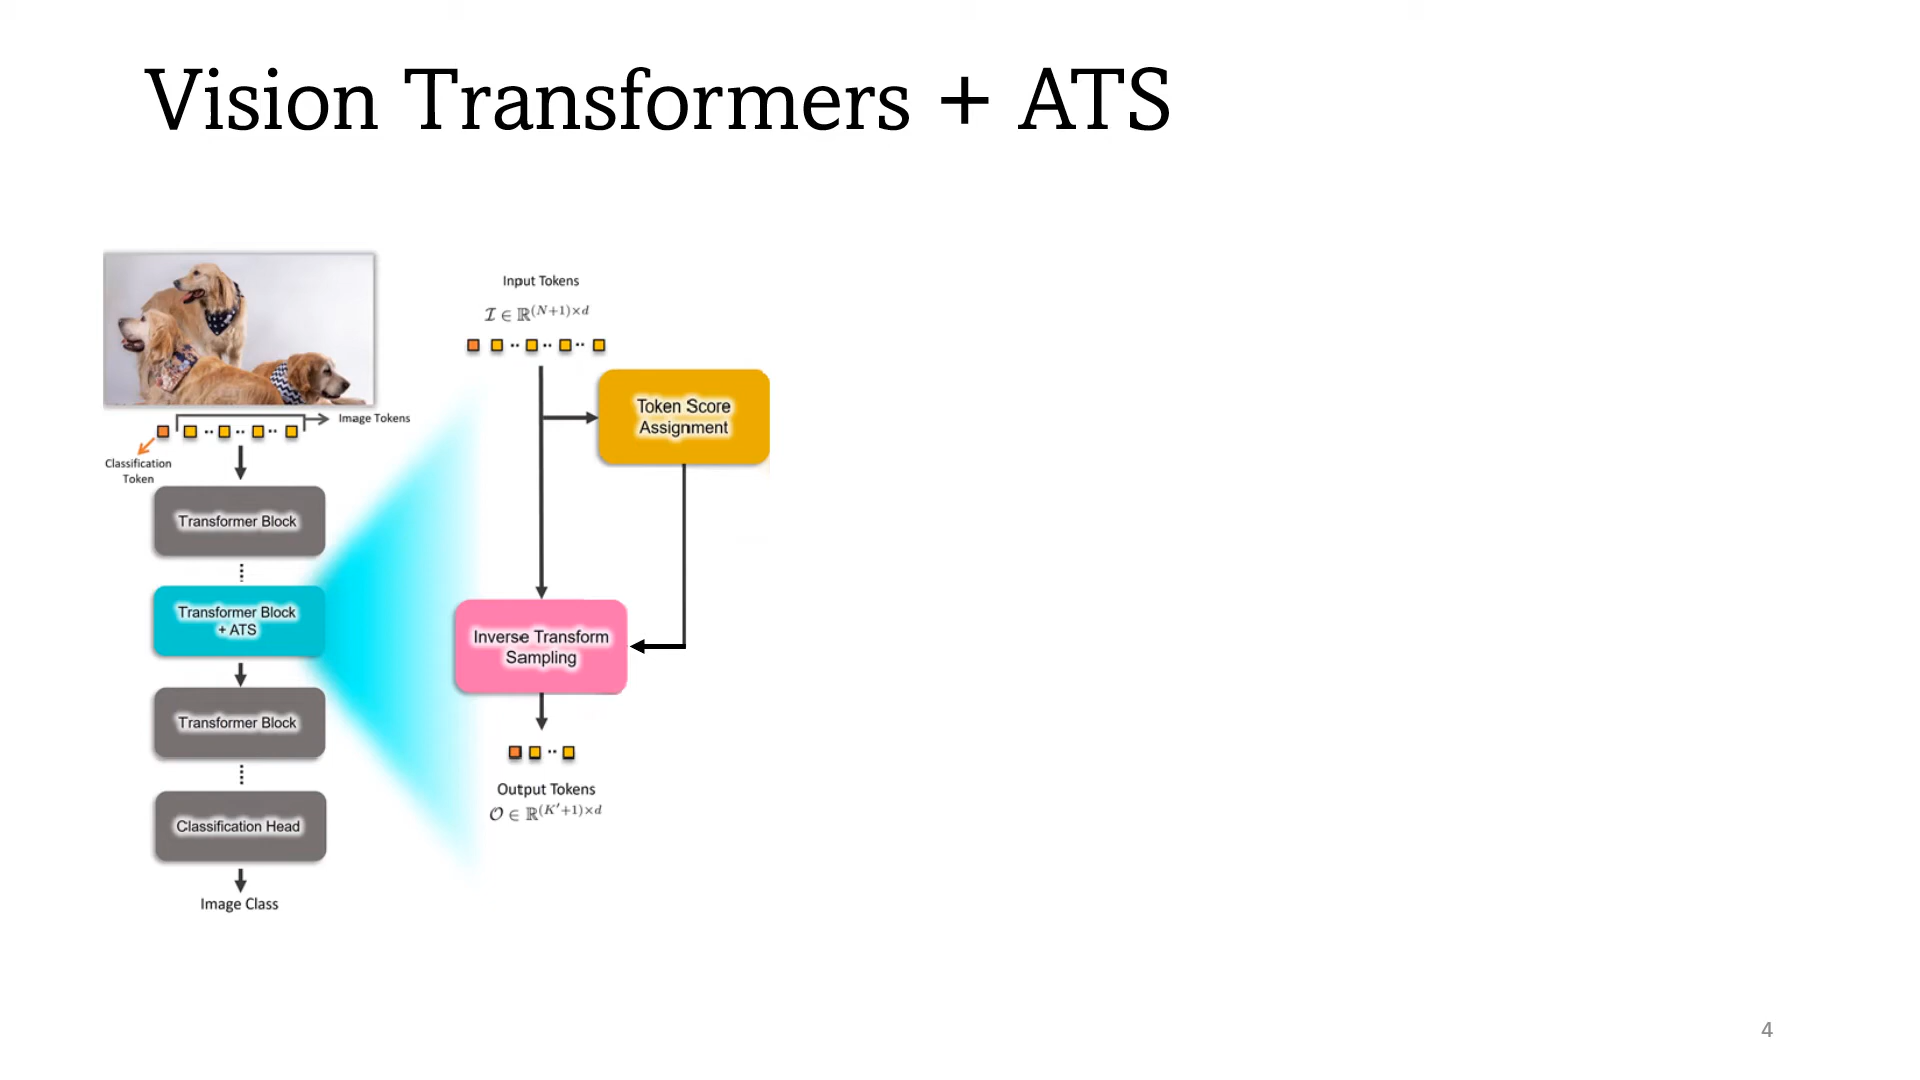 Vision Transformers + ATS
Image Tokens
Classification
Token
Transformer Block
Transformer Block
+ ATS
Transformer Block
Classification Head
Image Class
Input Tokens
ℐ ∈ ℝ^{(N+1)×d}
Token Score
Assignment
Inverse Transform
Sampling
Output Tokens
𝒪 ∈ ℝ^{(K′+1)×d}
4